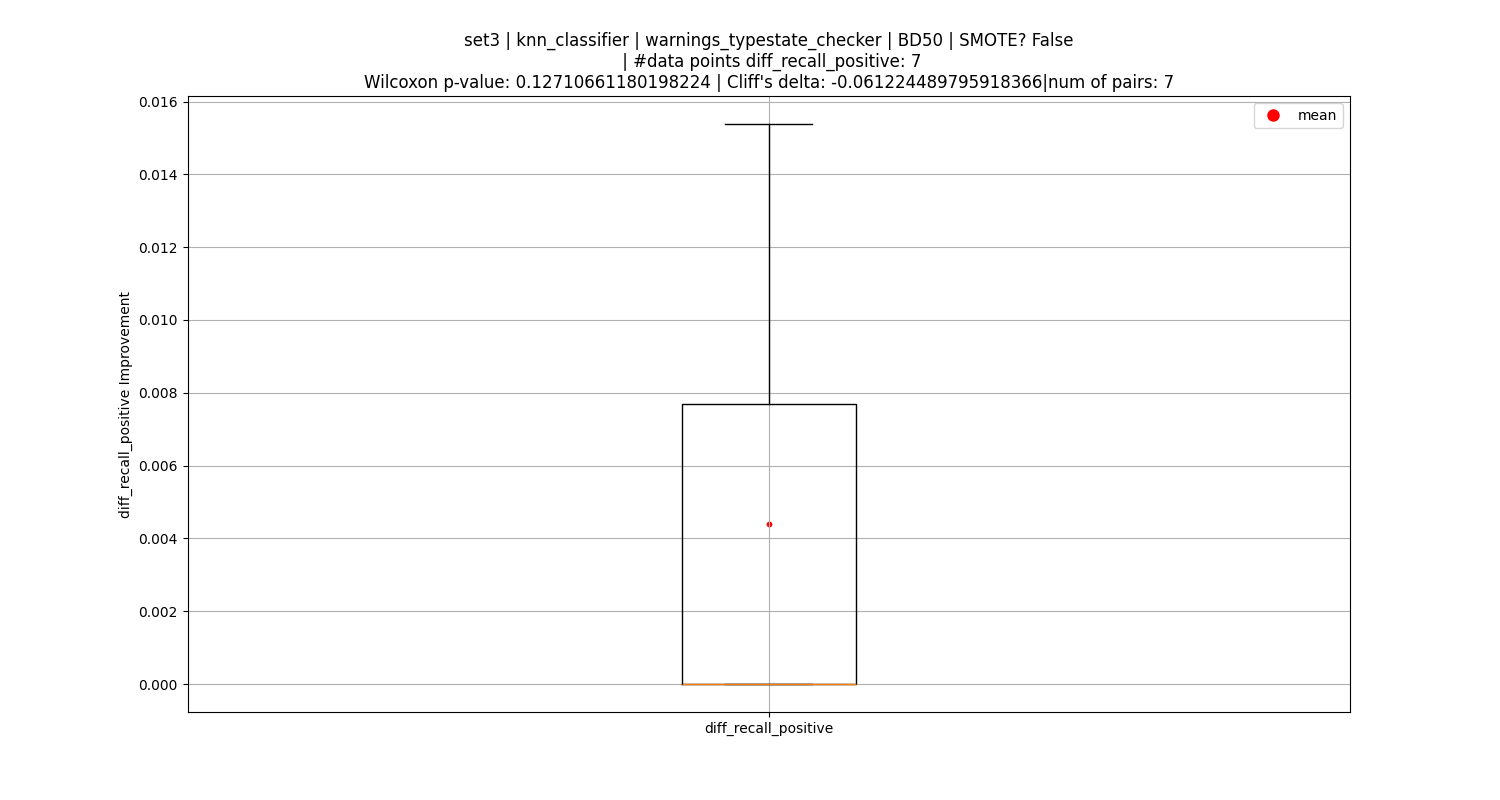 set3 | knn_classifier | warnings_typestate_checker | BD50 | SMOTE? False
| #data points diff_recall_positive: 7
Wilcoxon p-value: 0.12710661180198224 | Cliff's delta: -0.061224489795918366|num of pairs: 7
mean
0.016
0.014
0.012
0.010
0.008
0.006
0.004
0.002
0.000
diff_recall_positive Improvement
diff_recall_positive